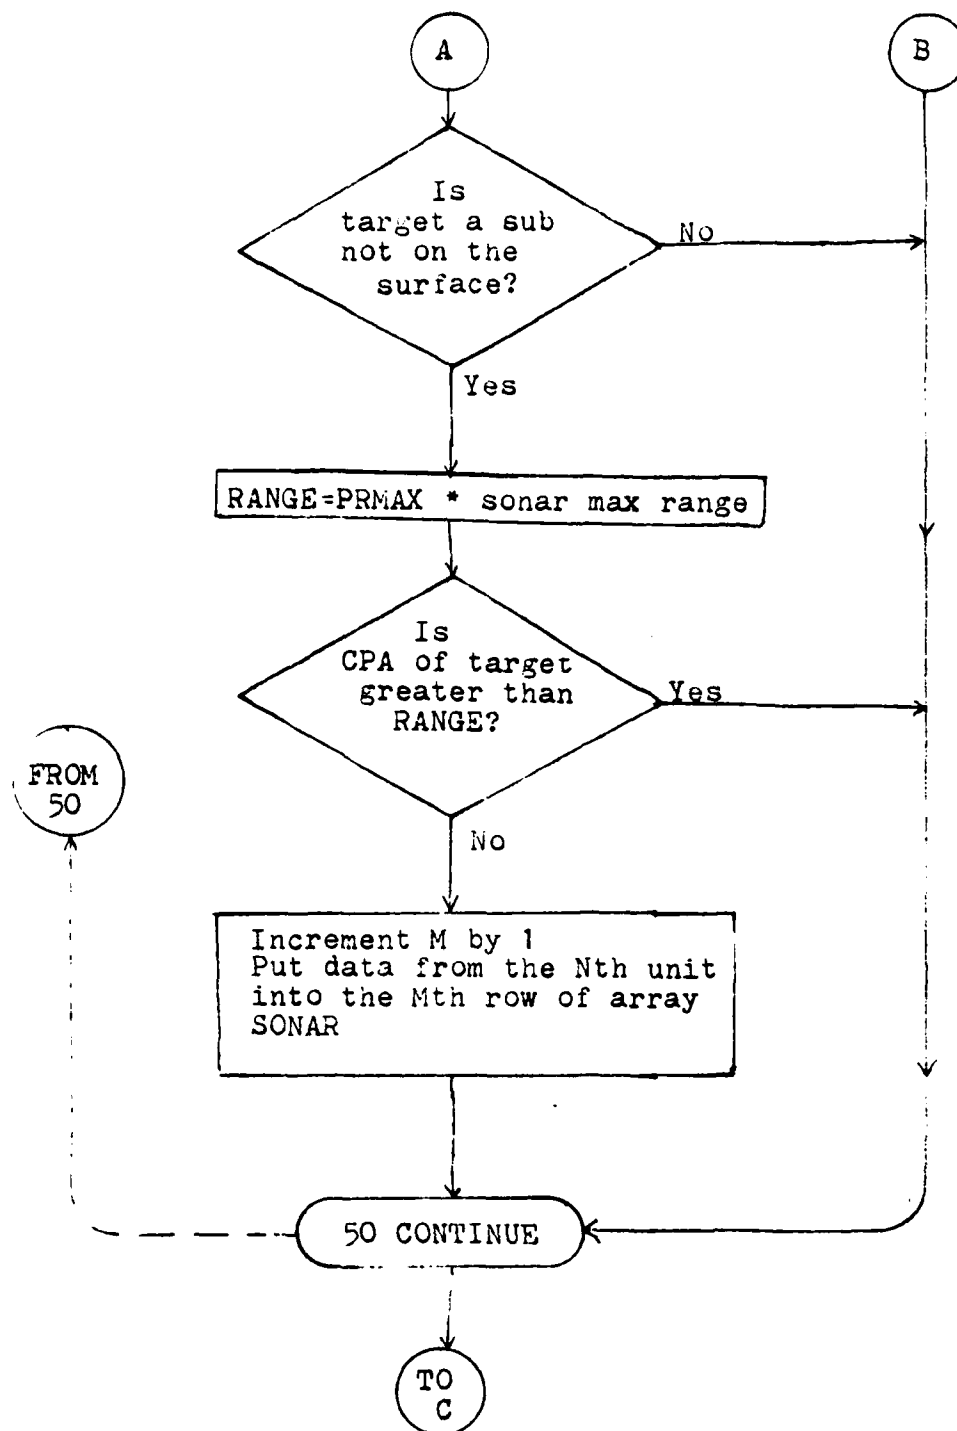 A
B
Is
target a sub
not on the
surface?
No
Yes
RANGE=PRMAX * sonar max range
Is
CPA of target
greater than
RANGE?
Yes
FROM
50
No
Increment M by 1
Put data from the Nth unit
into the Mth row of array
SONAR
50 CONTINUE
TO
C